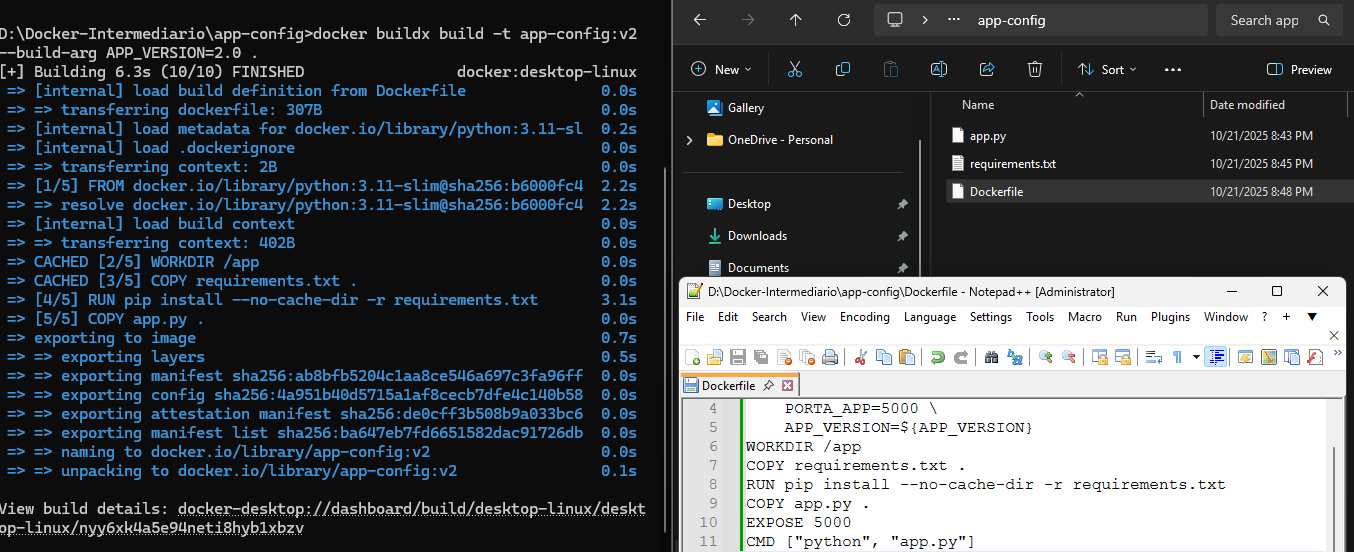 D:\Docker-Intermediario\app-config>docker buildx build -t app-config:v2
--build-arg APP_VERSION=2.0 .
[+] Building 6.3s (10/10) FINISHED docker:desktop-linux
=> [internal] load build definition from Dockerfile 0.0s
=> => transferring dockerfile: 307B 0.0s
=> [internal] load metadata for docker.io/library/python:3.11-sl 0.2s
=> [internal] load .dockerignore 0.0s
=> => transferring context: 2B 0.0s
=> [1/5] FROM docker.io/library/python:3.11-slim@sha256:b6000fc4 2.2s
=> => resolve docker.io/library/python:3.11-slim@sha256:b6000fc4 2.2s
=> [internal] load build context 0.0s
=> => transferring context: 402B 0.0s
=> CACHED [2/5] WORKDIR /app 0.0s
=> CACHED [3/5] COPY requirements.txt . 0.0s
=> [4/5] RUN pip install --no-cache-dir -r requirements.txt 3.1s
=> [5/5] COPY app.py . 0.0s
=> exporting to image 0.7s
=> => exporting layers 0.5s
=> => exporting manifest sha256:ab8bfb5204c1aa8ce546a697c3fa96ff 0.0s
=> => exporting config sha256:4a951b40d5715a1af8cecb7dfe4c140b58 0.0s
=> => exporting attestation manifest sha256:de0cff3b508b9a033bc6 0.0s
=> => exporting manifest list sha256:ba647eb7fd6651582dac91726db 0.0s
=> => naming to docker.io/library/app-config:v2 0.0s
=> => unpacking to docker.io/library/app-config:v2 0.1s
View build details: docker-desktop://dashboard/build/desktop-linux/deskt
op-linux/nyy6xk4a5e94neti8hyb1xbzv
app-config
Search app
New
Sort
Preview
Gallery
OneDrive - Personal
Desktop
Downloads
Documents
Name Date modified
app.py 10/21/2025 8:43 PM
requirements.txt 10/21/2025 8:45 PM
Dockerfile 10/21/2025 8:48 PM
D:\Docker-Intermediario\app-config\Dockerfile - Notepad++ [Administrator]
File Edit Search View Encoding Language Settings Tools Macro Run Plugins Window ?
Dockerfile
4 PORTA_APP=5000 \
5 APP_VERSION=${APP_VERSION}
6 WORKDIR /app
7 COPY requirements.txt .
8 RUN pip install --no-cache-dir -r requirements.txt
9 COPY app.py .
10 EXPOSE 5000
11 CMD ["python", "app.py"]